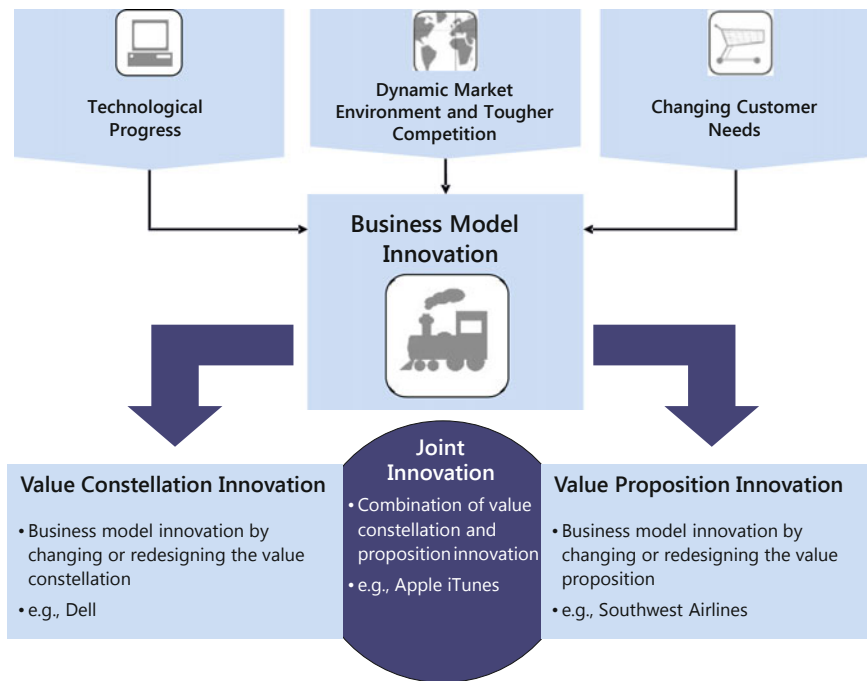 Technological
Progress
Dynamic Market
Environment and Tougher
Competition
Changing Customer
Needs
Business Model
Innovation
Value Constellation Innovation
• Business model innovation by
changing or redesigning the value
constellation
• e.g., Dell
Joint
Innovation
• Combination of value
constellation and
proposition innovation
• e.g., Apple iTunes
Value Proposition Innovation
• Business model innovation by
changing or redesigning the value
proposition
• e.g., Southwest Airlines